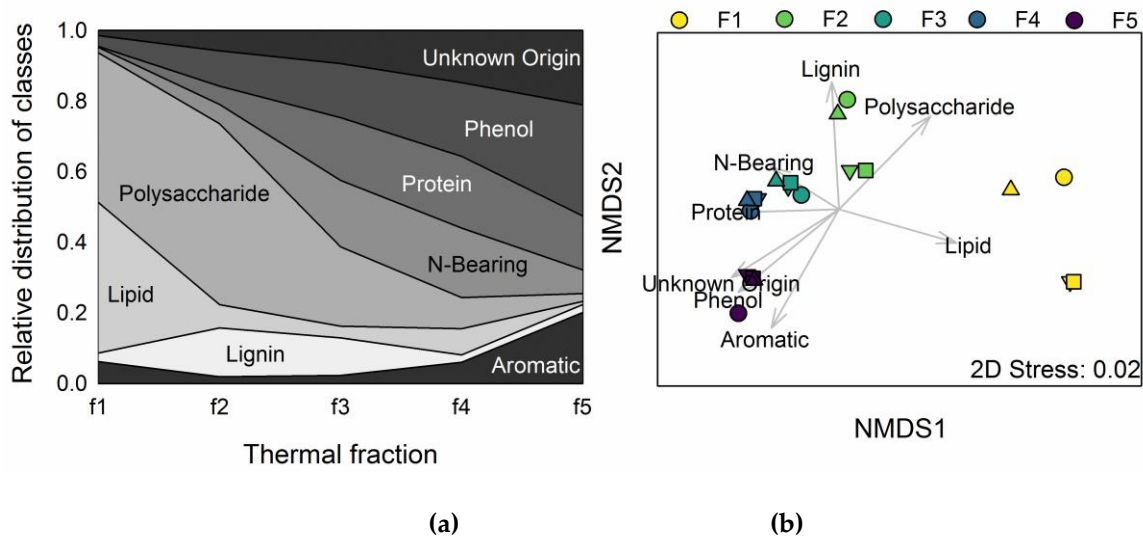 1.0
0.8
0.6
0.4
0.2
0.0
Relative distribution of classes
Unknown Origin
Phenol
Protein
Polysaccharide
N-Bearing
Lipid
Lignin
Aromatic
f1 f2 f3 f4 f5
Thermal fraction
(a)
F1 F2 F3 F4 F5
Lignin
Polysaccharide
N-Bearing
Protein
Lipid
Unknown Origin
Phenol
Aromatic
2D Stress: 0.02
NMDS2
NMDS1
(b)